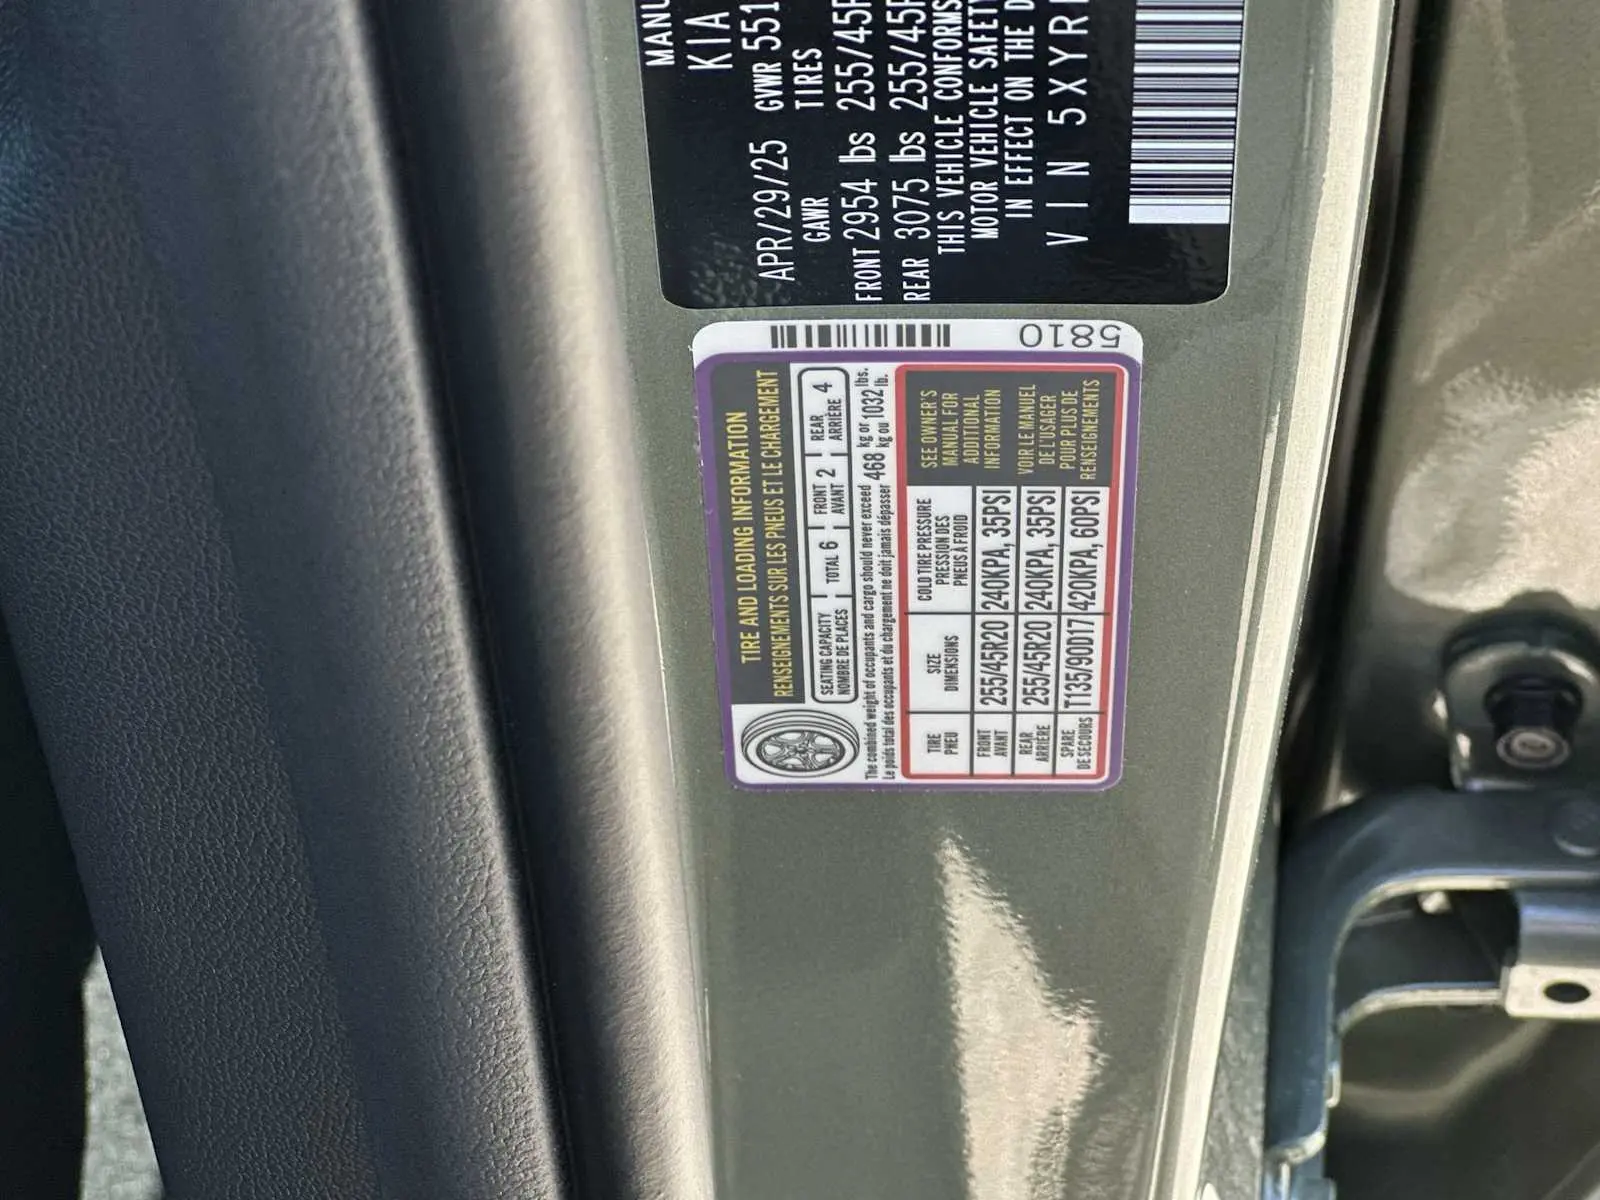 MANU
KIA
APR/29/25 GVWR 551
GAWR TIRES
FRONT 2954 lbs 255/45R
REAR 3075 lbs 255/45R
THIS VEHICLE CONFORMS
MOTOR VEHICLE SAFETY
IN EFFECT ON THE D
VIN 5XYR
5810
TIRE AND LOADING INFORMATION
RENSEIGNEMENTS SUR LES PNEUS ET LE CHARGEMENT
SEATING CAPACITY TOTAL 6 FRONT 2 REAR 4
NOMBRE DE PLACES AVANT ARRIÈRE
The combined weight of occupants and cargo should never exceed 468 kg or 1032 lbs.
Le poids total des occupants et du chargement ne doit jamais dépasser kg ou lb.
TIRE SIZE COLD TIRE PRESSURE
PNEU DIMENSIONS PRESSION DES
PNEUS À FROID
FRONT 255/45R20 240KPA, 35PSI
AVANT
REAR 255/45R20 240KPA, 35PSI
ARRIÈRE
SPARE T135/90D17 420KPA, 60PSI
DE SECOURS
SEE OWNER'S
MANUAL FOR
ADDITIONAL
INFORMATION
VOIR LE MANUEL
DE L'USAGER
POUR PLUS DE
RENSEIGNEMENTS